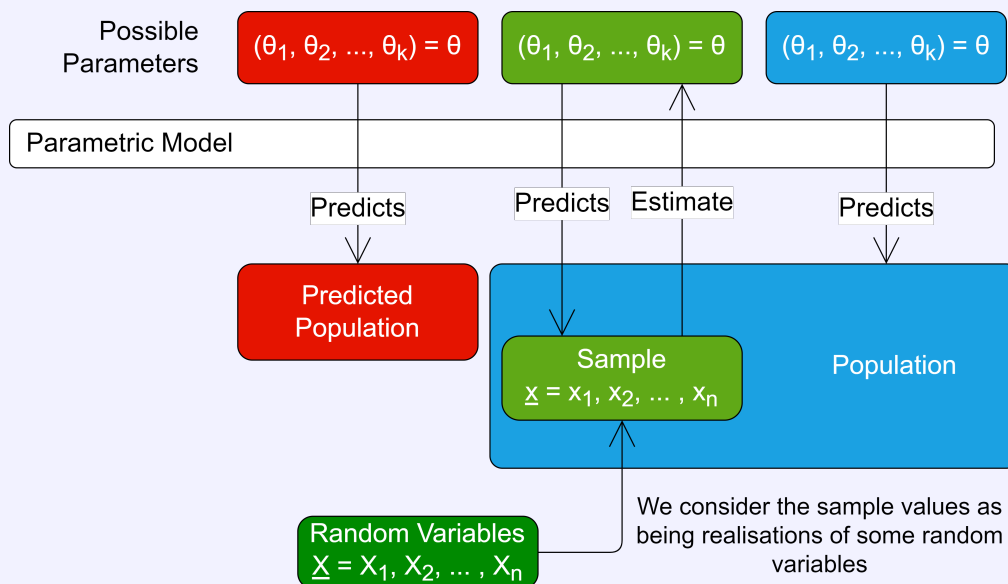 Possible
Parameters
(θ₁, θ₂, ..., θₖ) = θ
(θ₁, θ₂, ..., θₖ) = θ
(θ₁, θ₂, ..., θₖ) = θ
Parametric Model
Predicts
Predicts
Estimate
Predicts
Predicted
Population
Sample
x̲ = x₁, x₂, ... , xₙ
Population
Random Variables
X̲ = X₁, X₂, ... , Xₙ
We consider the sample values as
being realisations of some random
variables